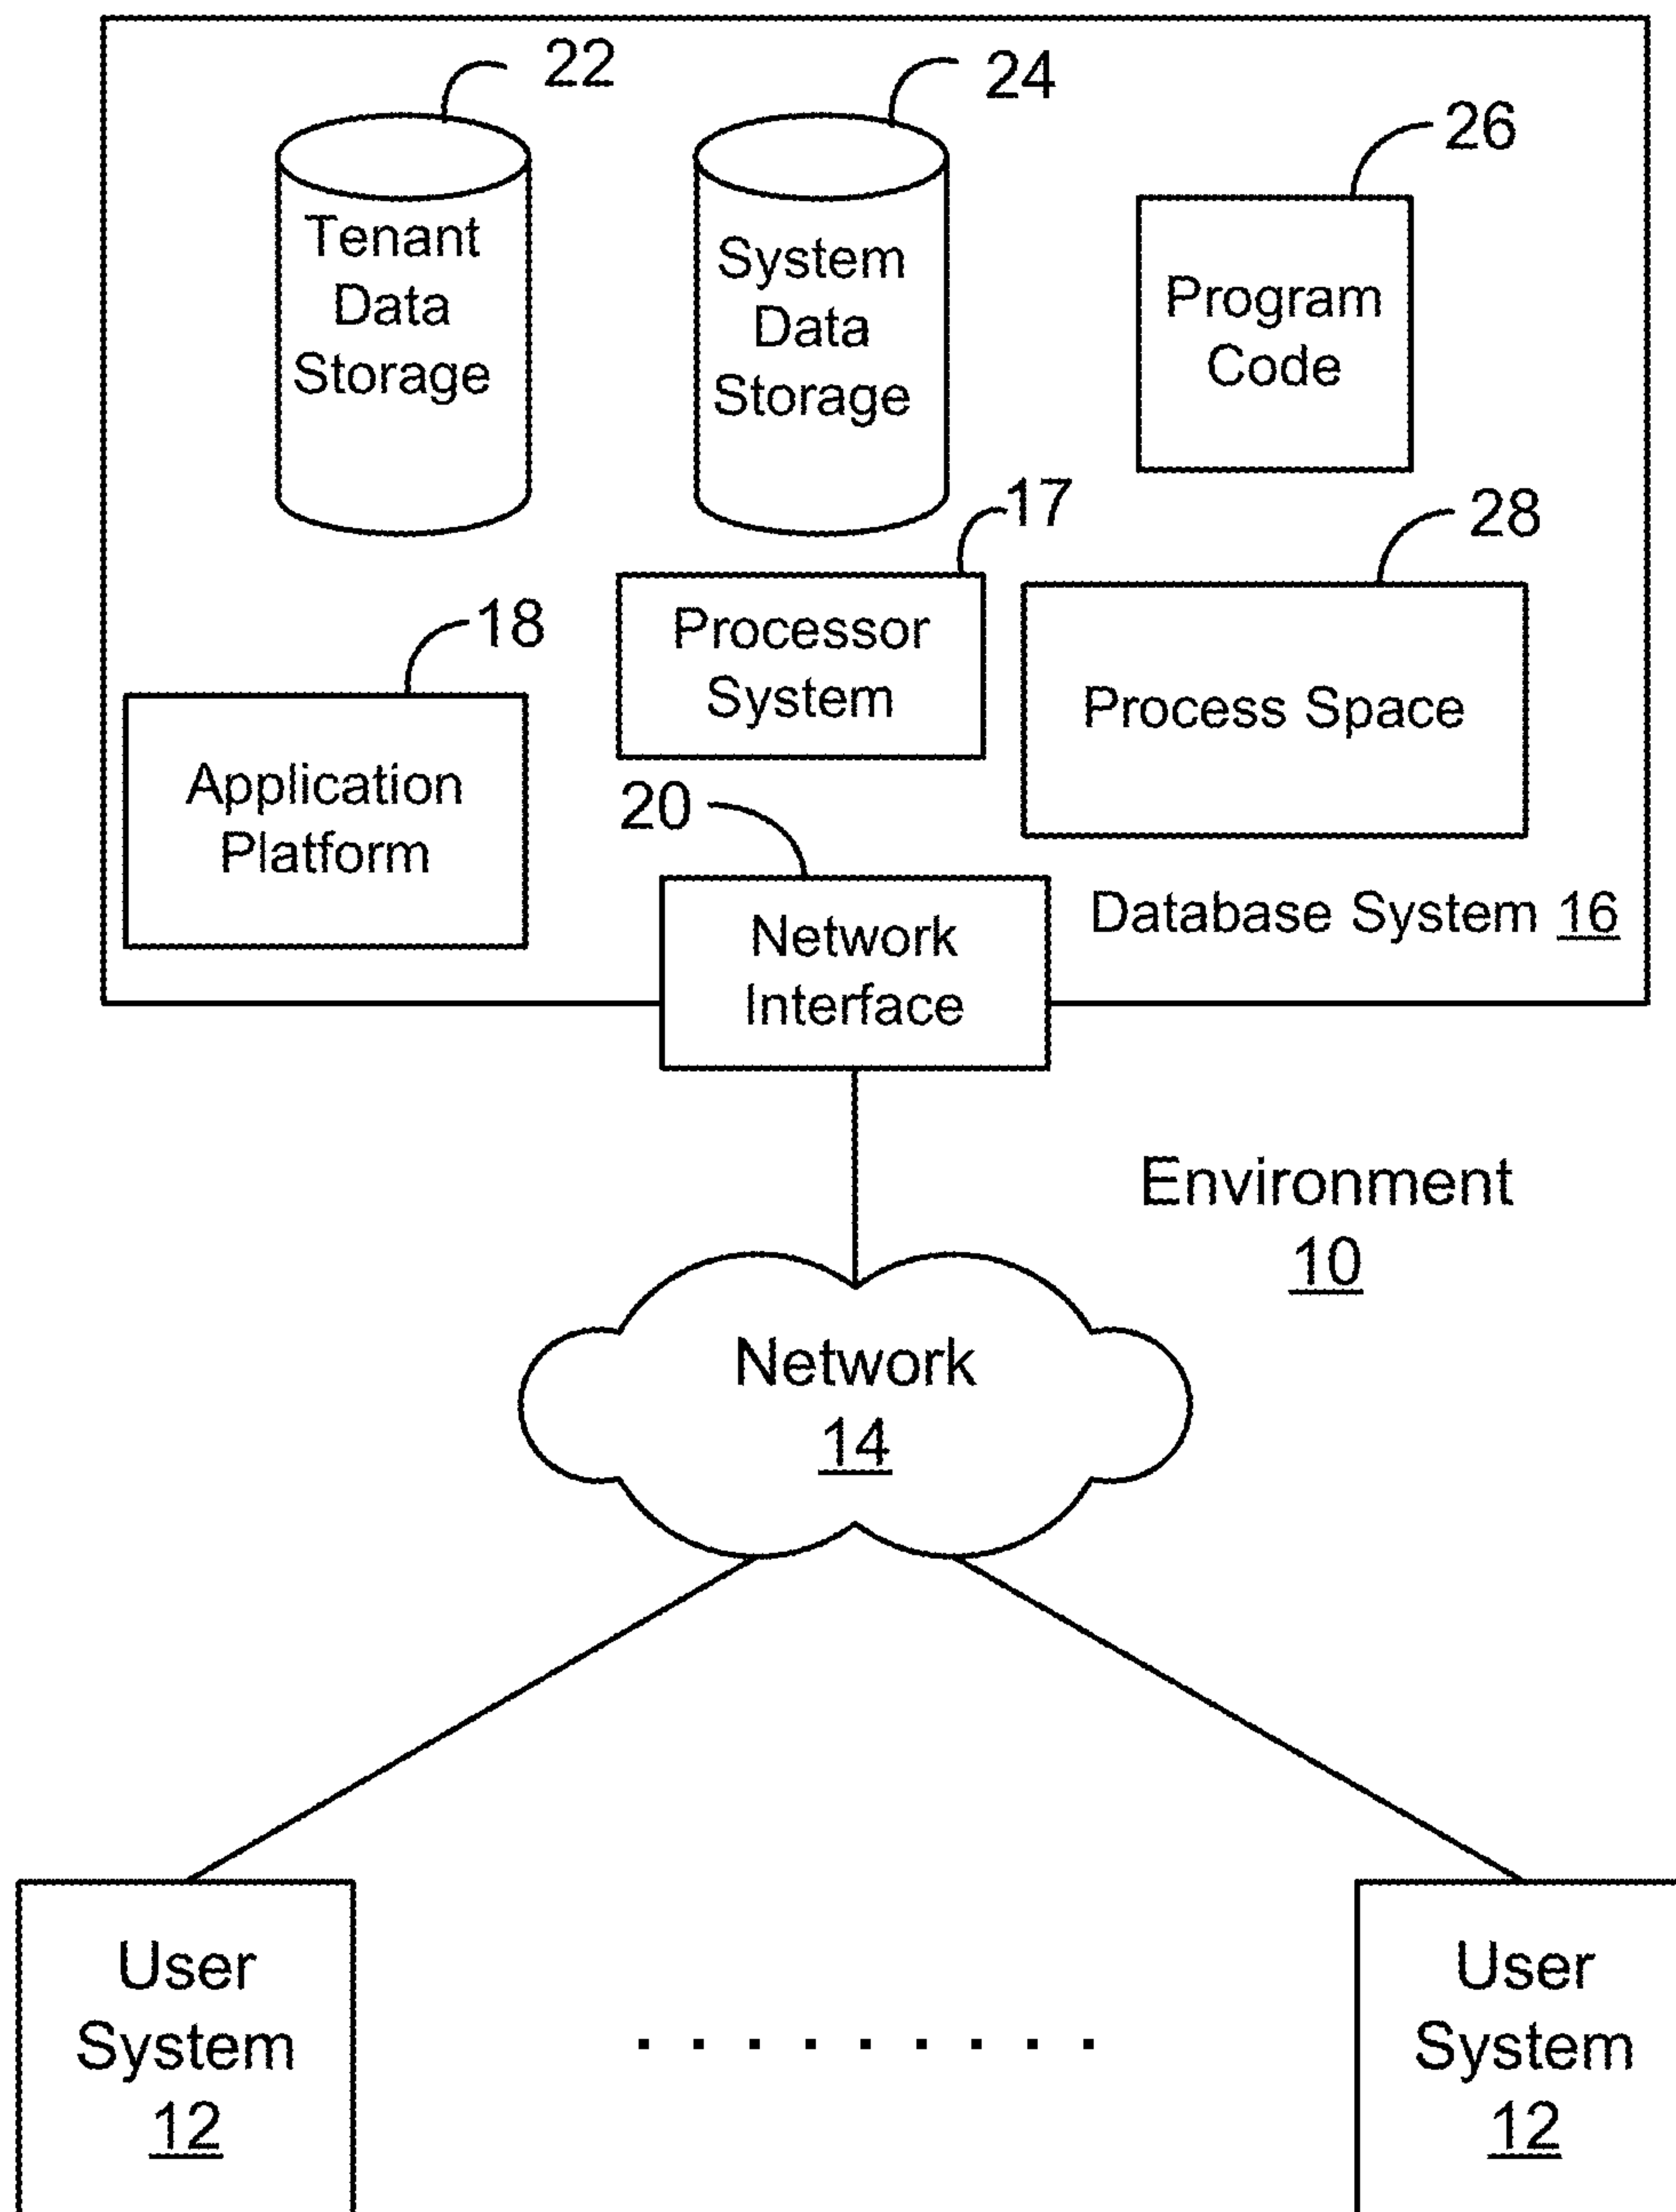 22
24
26
Tenant
Data
Storage
System
Data
Storage
Program
Code
17
28
18
Processor
System
Process Space
Application
Platform
20
Network
Interface
Database System 16
Environment
10
Network
14
User
System
12
. . . . . . . . .
User
System
12